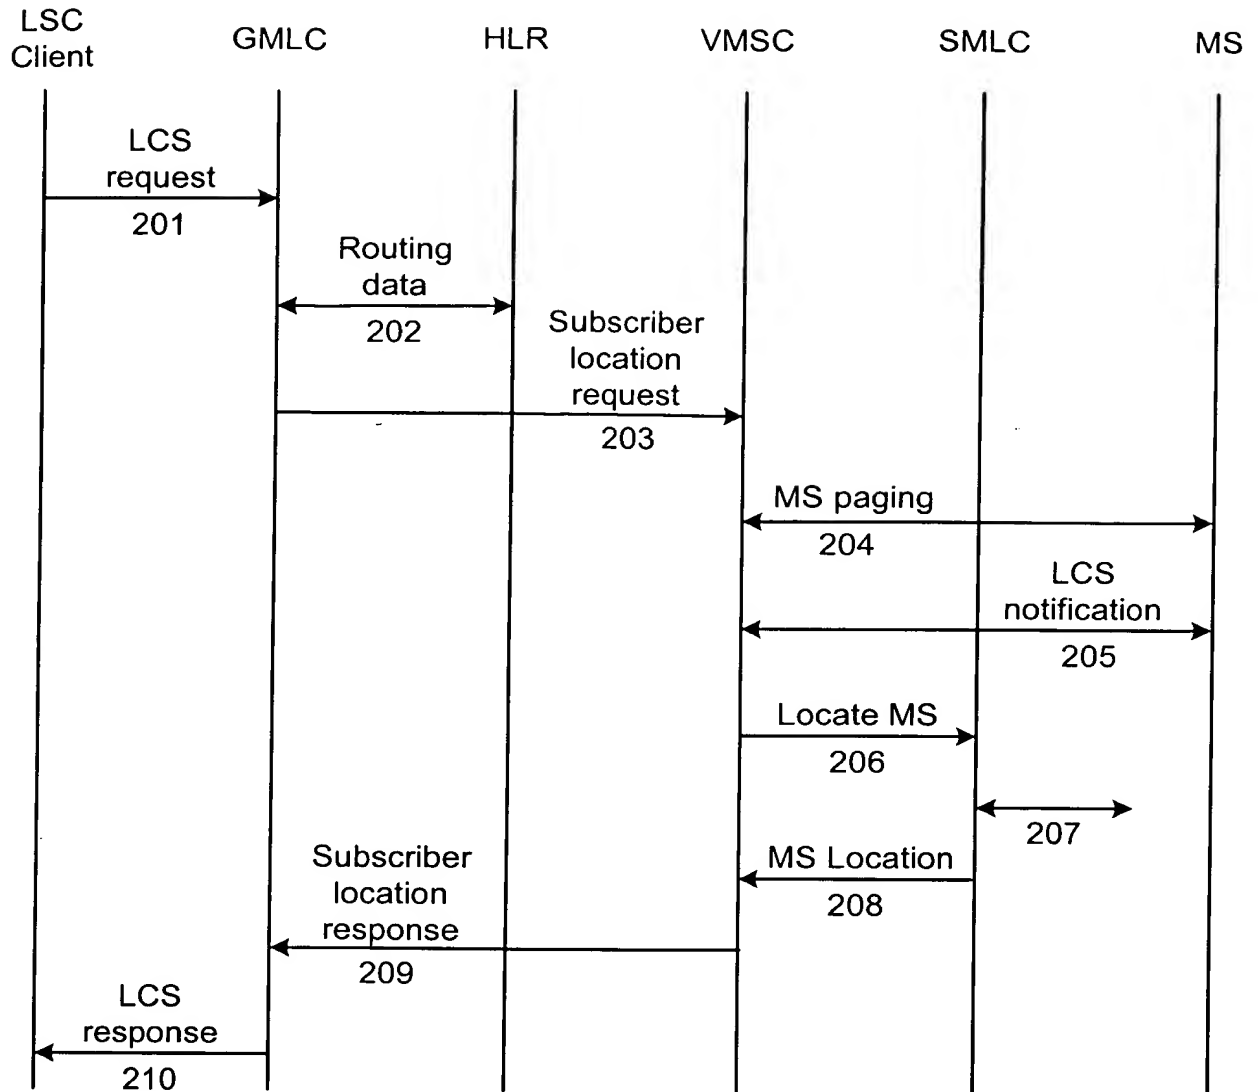 LSC
Client
GMLC
HLR
VMSC
SMLC
MS
LCS
request
201
Routing
data
202
Subscriber
location
request
203
MS paging
204
LCS
notification
205
Locate MS
206
207
MS Location
208
Subscriber
location
response
209
LCS
response
210